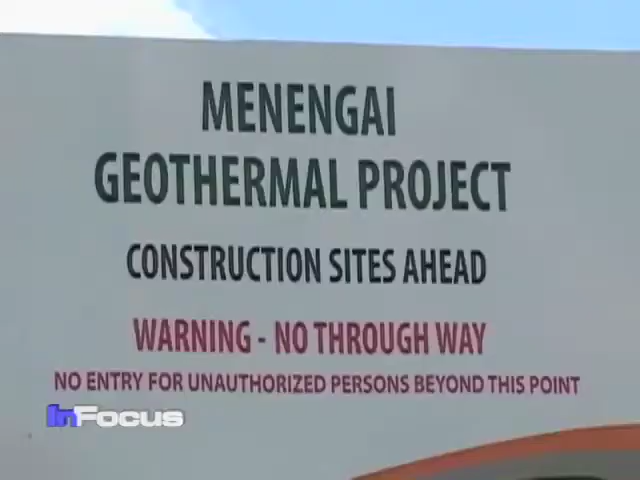 MENENGAI
GEOTHERMAL PROJECT
CONSTRUCTION SITES AHEAD
WARNING - NO THROUGH WAY
NO ENTRY FOR UNAUTHORIZED PERSONS BEYOND THIS POINT
InFocus